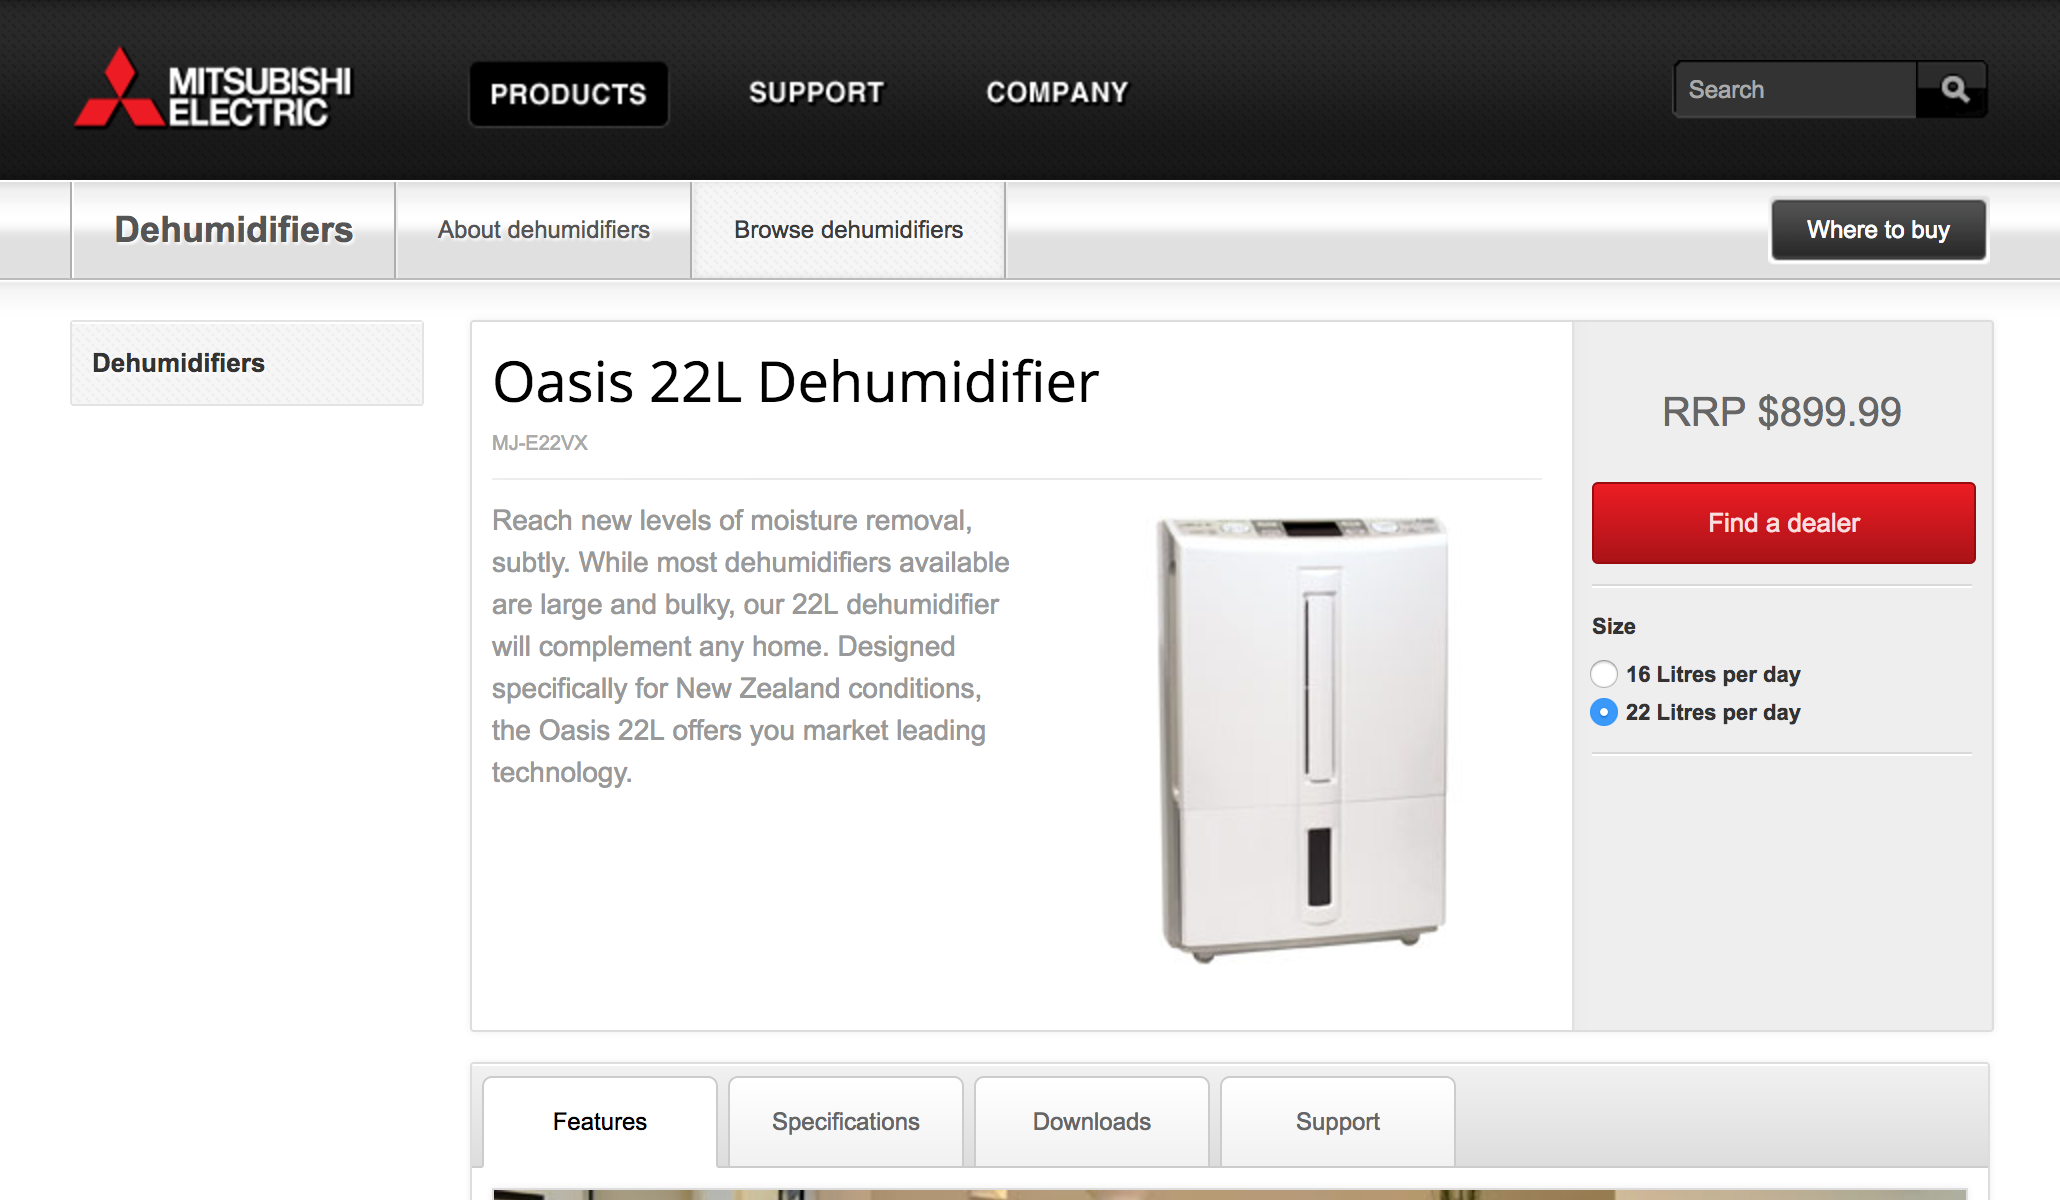 MITSUBISHI
ELECTRIC
PRODUCTS
SUPPORT
COMPANY
Search
Dehumidifiers
About dehumidifiers
Browse dehumidifiers
Where to buy
Dehumidifiers
Oasis 22L Dehumidifier
MJ-E22VX
Reach new levels of moisture removal,
subtly. While most dehumidifiers available
are large and bulky, our 22L dehumidifier
will complement any home. Designed
specifically for New Zealand conditions,
the Oasis 22L offers you market leading
technology.
RRP $899.99
Find a dealer
Size
16 Litres per day
22 Litres per day
Features
Specifications
Downloads
Support